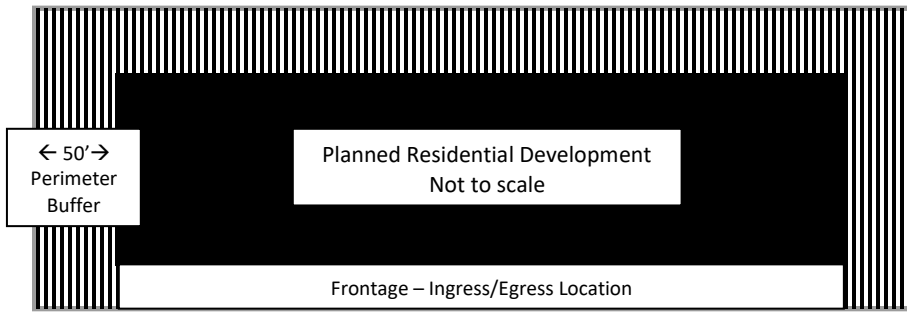 Planned Residential Development
Not to scale
← 50’→
Perimeter
Buffer
Frontage – Ingress/Egress Location